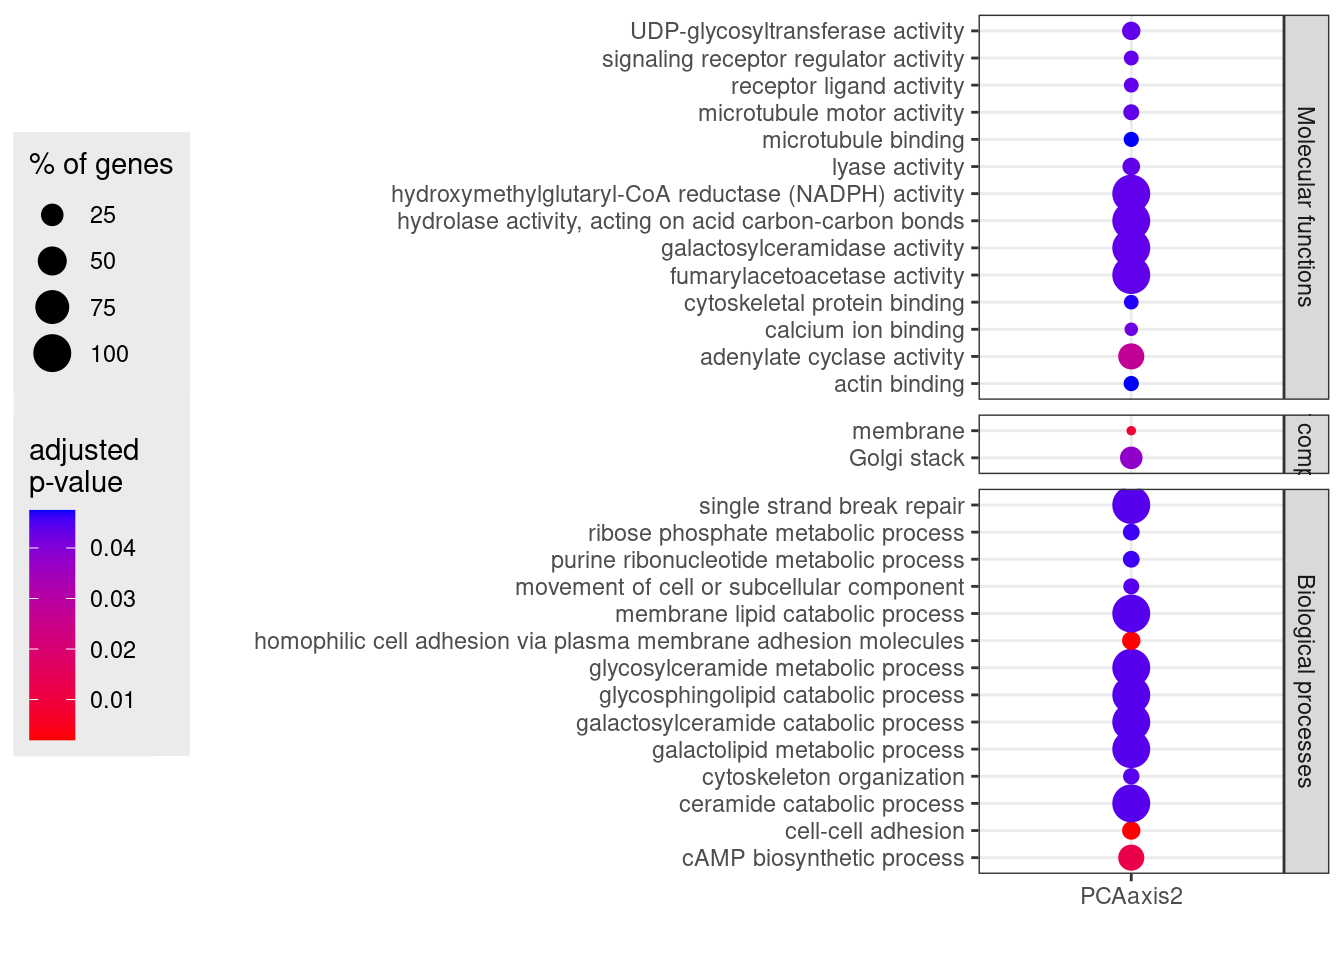 UDP-glycosyltransferase activity
signaling receptor regulator activity
receptor ligand activity
microtubule motor activity
microtubule binding
lyase activity
hydroxymethylglutaryl-CoA reductase (NADPH) activity
hydrolase activity, acting on acid carbon-carbon bonds
galactosylceramidase activity
fumarylacetoacetase activity
cytoskeletal protein binding
calcium ion binding
adenylate cyclase activity
actin binding
Molecular functions
membrane
Golgi stack
comp
single strand break repair
ribose phosphate metabolic process
purine ribonucleotide metabolic process
movement of cell or subcellular component
membrane lipid catabolic process
homophilic cell adhesion via plasma membrane adhesion molecules
glycosylceramide metabolic process
glycosphingolipid catabolic process
galactosylceramide catabolic process
galactolipid metabolic process
cytoskeleton organization
ceramide catabolic process
cell-cell adhesion
cAMP biosynthetic process
Biological processes
PCAaxis2
% of genes
25
50
75
100
adjusted
p-value
0.04
0.03
0.02
0.01